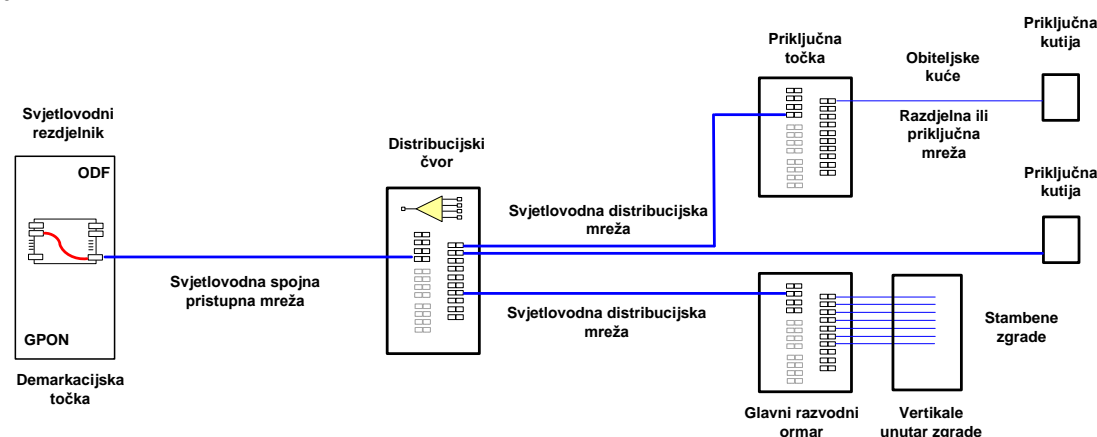 Svjetlovodni
rezdjelnik
ODF
GPON
Demarkacijska
točka
Svjetlovodna spojna
pristupna mreža
Distribucijski
čvor
Svjetlovodna distribucijska
mreža
Svjetlovodna distribucijska
mreža
Priključna
točka
Obiteljske
kuće
Razdjelna ili
priključna
mreža
Priključna
kutija
Priključna
kutija
Stambene
zgrade
Glavni razvodni
ormar
Vertikale
unutar zgrade